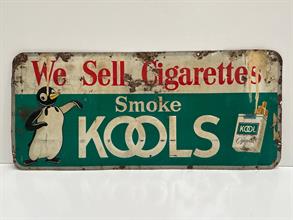 We Sell Cigarettes
Smoke
KOOLS
KOOL
Cigarettes